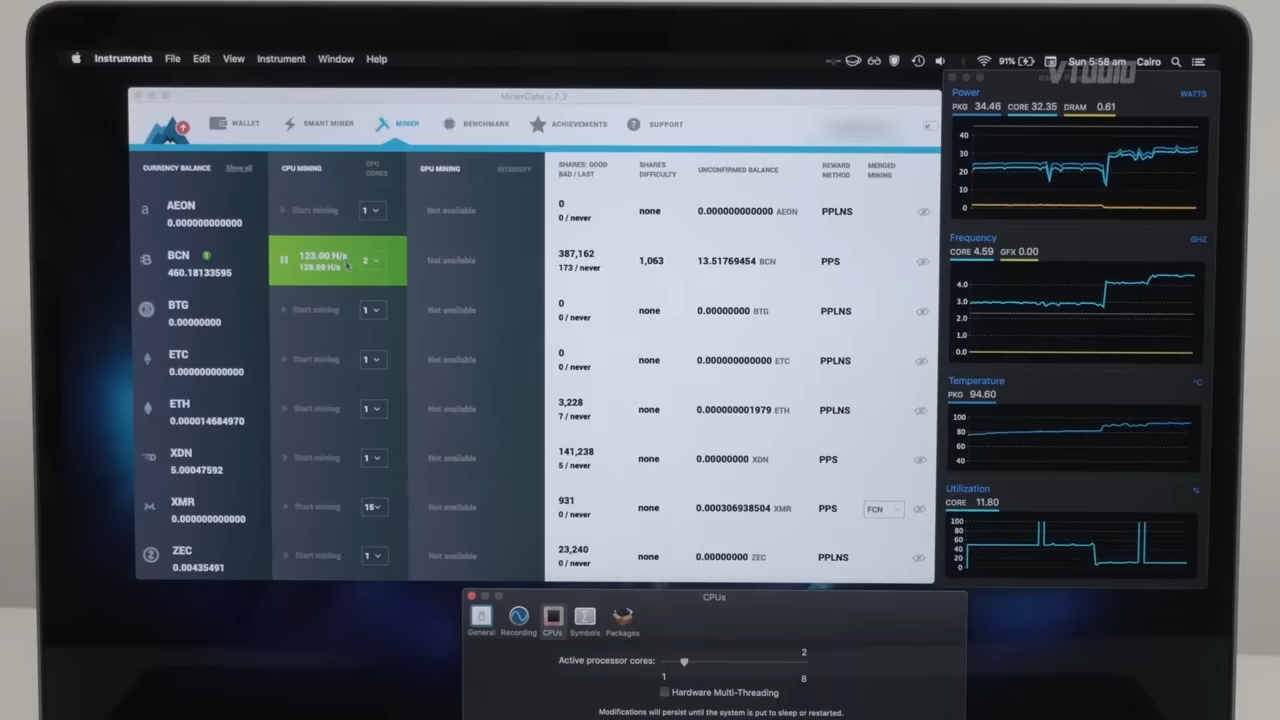 Instruments File Edit View Instrument Window Help
91% Sun 5:58 am Cairo
VTUDIO
MinerGate v.7.2
WALLET SMART MINER MINER BENCHMARK ACHIEVEMENTS SUPPORT
CURRENCY BALANCE Show all CPU MINING CPU CORES GPU MINING INTENSITY SHARES: GOOD BAD / LAST SHARES DIFFICULTY UNCONFIRMED BALANCE REWARD METHOD MERGED MINING
AEON 0.000000000000 Start mining 1 Not available 0 0 / never none 0.000000000000 AEON PPLNS
BCN 1 460.18133595 123.00 H/s 128.69 H/s 2 Not available 387,162 173 / never 1,063 13.51769454 BCN PPS
BTG 0.00000000 Start mining 1 Not available 0 0 / never none 0.00000000 BTG PPLNS
ETC 0.000000000000 Start mining 1 Not available 0 0 / never none 0.000000000000 ETC PPLNS
ETH 0.000014684970 Start mining 1 Not available 3,228 7 / never none 0.000000001979 ETH PPLNS
XDN 5.00047592 Start mining 1 Not available 141,238 5 / never none 0.00000000 XDN PPS
XMR 0.000000000000 Start mining 15 Not available 931 0 / never none 0.000306938504 XMR PPS FCN
ZEC 0.00435491 Start mining 1 Not available 23,240 0 / never none 0.00000000 ZEC PPLNS
Power WATTS
PKG 34.46 CORE 32.35 DRAM 0.61
40
30
20
10
0
Frequency GHZ
CORE 4.59 GFX 0.00
4.0
3.0
2.0
1.0
0.0
Temperature °C
PKG 94.60
100
80
60
40
Utilization %
CORE 11.80
100
80
60
40
20
0
CPUs
General Recording CPUs Symbols Packages
2
Active processor cores:
1 8
Hardware Multi-Threading
Modifications will persist until the system is put to sleep or restarted.